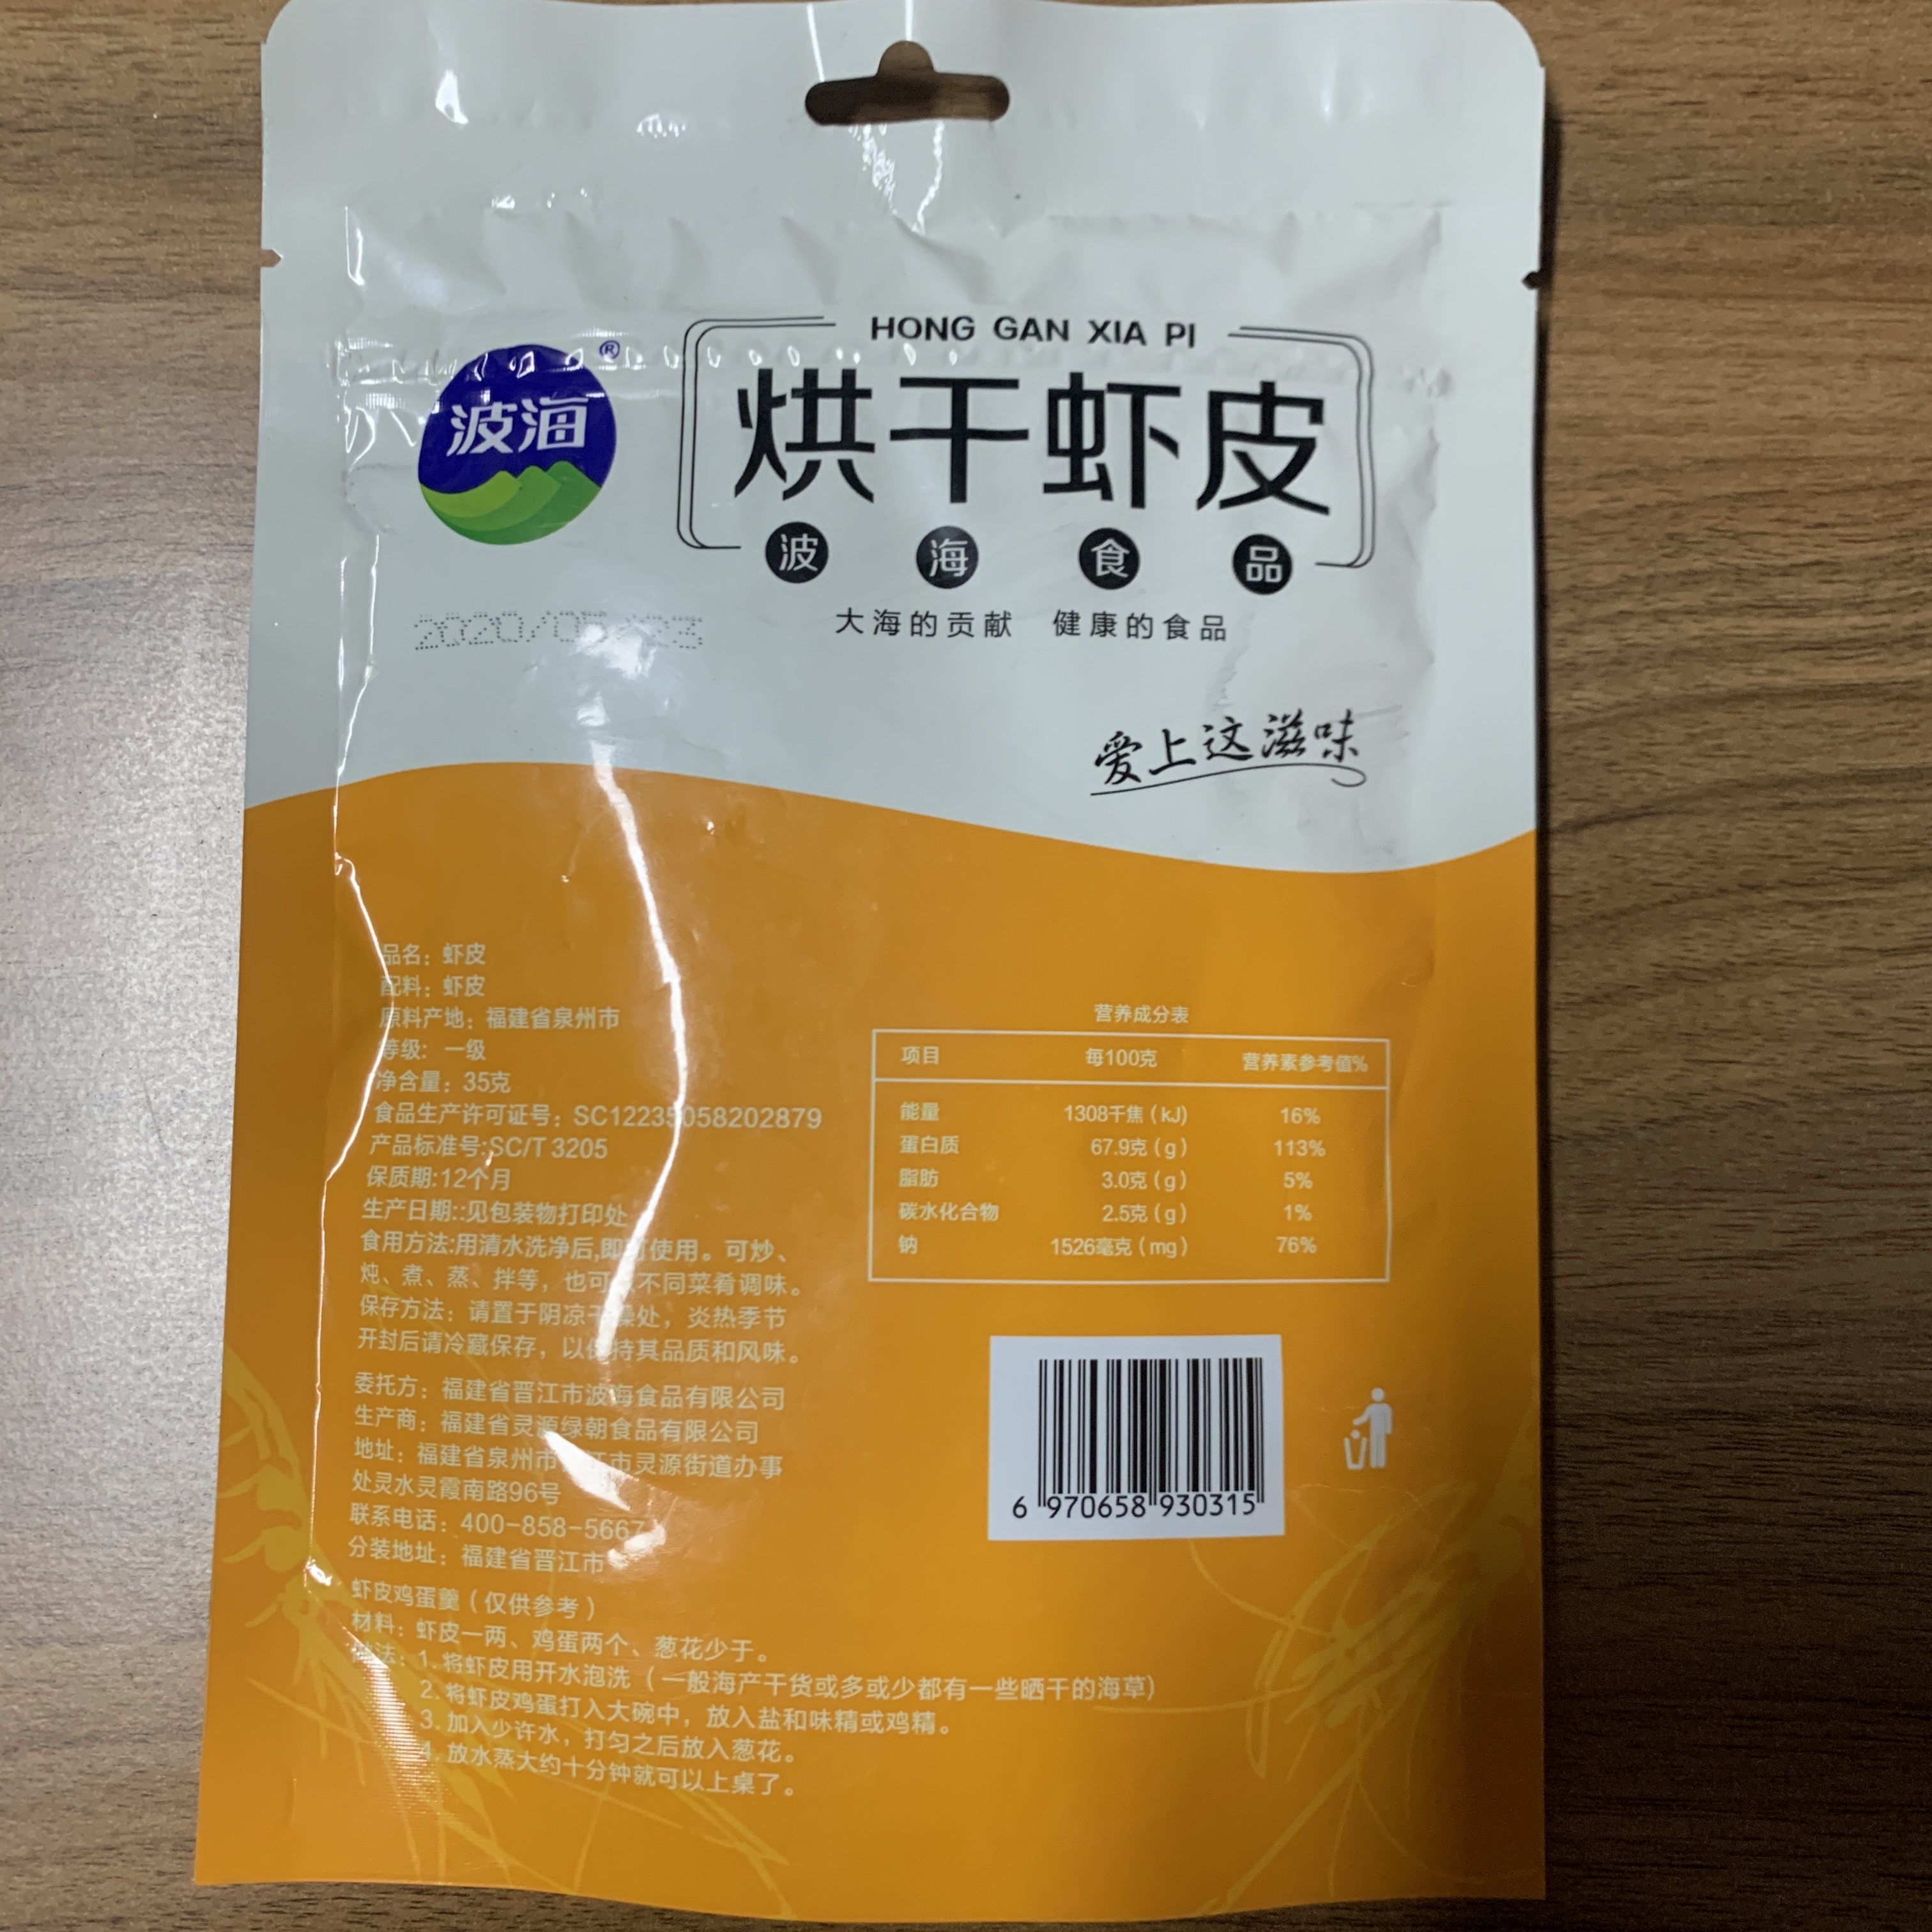 HONG GAN XIA PI
波海®
烘干虾皮
波海食品
大海的贡献 健康的食品
2020/0
爱上这滋味
品名：虾皮
配料：虾皮
原料产地：福建省泉州市
等级：一级
净含量：35克
食品生产许可证号：SC12235058202879
产品标准号:SC/T 3205
保质期:12个月
生产日期::见包装物打印处
食用方法:用清水洗净后,即可使用。可炒、
炖、煮、蒸、拌等，也可 不同菜肴调味。
保存方法：请置于阴凉干燥处，炎热季节
开封后请冷藏保存，以保持其品质和风味。
委托方：福建省晋江市波海食品有限公司
生产商：福建省灵源绿朝食品有限公司
地址：福建省泉州市 江市灵源街道办事
处灵水灵霞南路96号
联系电话：400-858-5667
分装地址：福建省晋江市
营养成分表
项目 每100克 营养素参考值%
能量 1308千焦（kJ） 16%
蛋白质 67.9克（g） 113%
脂肪 3.0克（g） 5%
碳水化合物 2.5克（g） 1%
钠 1526毫克（mg） 76%
6 970658 930315
虾皮鸡蛋羹（仅供参考）
材料：虾皮一两、鸡蛋两个、葱花少于。
做法：1.将虾皮用开水泡洗（一般海产干货或多或少都有一些晒干的海草)
2.将虾皮鸡蛋打入大碗中，放入盐和味精或鸡精。
3.加入少许水，打匀之后放入葱花。
4.放水蒸大约十分钟就可以上桌了。